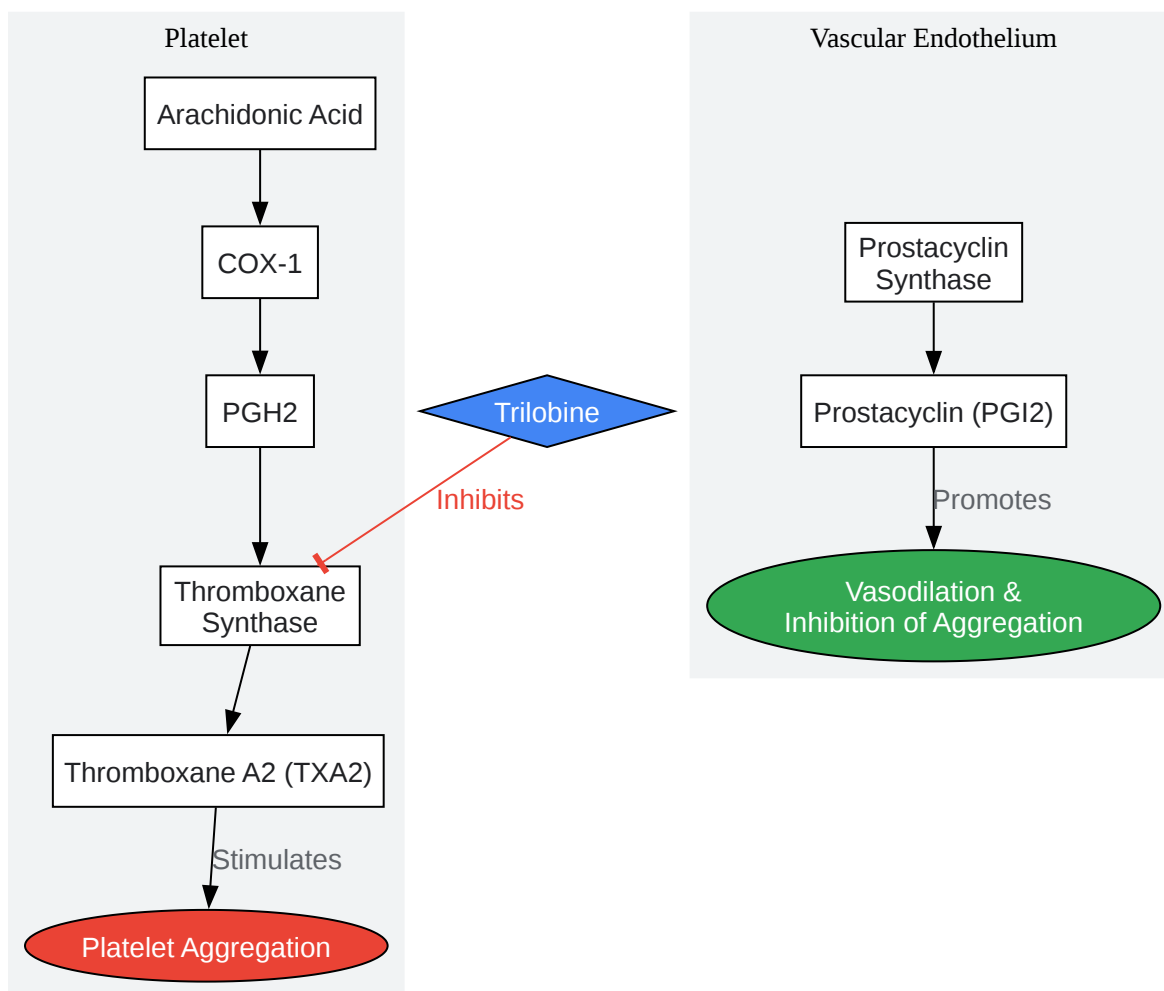 Platelet
Arachidonic Acid
COX-1
PGH2
Thromboxane
Synthase
Thromboxane A2 (TXA2)
Stimulates
Platelet Aggregation
Trilobine
Inhibits
Vascular Endothelium
Prostacyclin
Synthase
Prostacyclin (PGI2)
Promotes
Vasodilation &
Inhibition of Aggregation